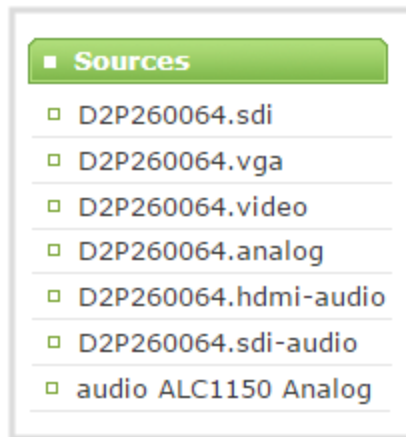 Sources
D2P260064.sdi
D2P260064.vga
D2P260064.video
D2P260064.analog
D2P260064.hdmi-audio
D2P260064.sdi-audio
audio ALC1150 Analog